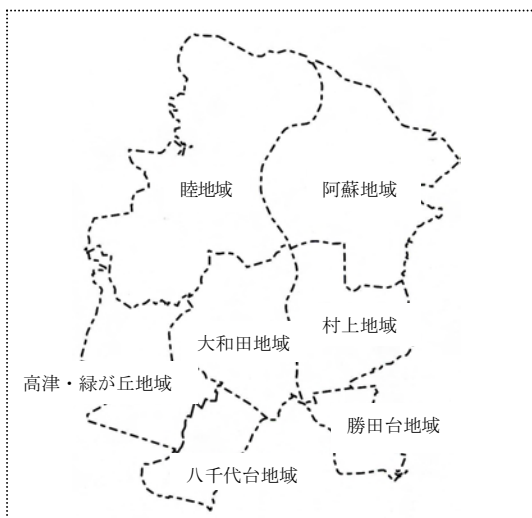 睦地域
阿蘇地域
村上地域
大和田地域
高津・緑が丘地域
勝田台地域
八千代台地域